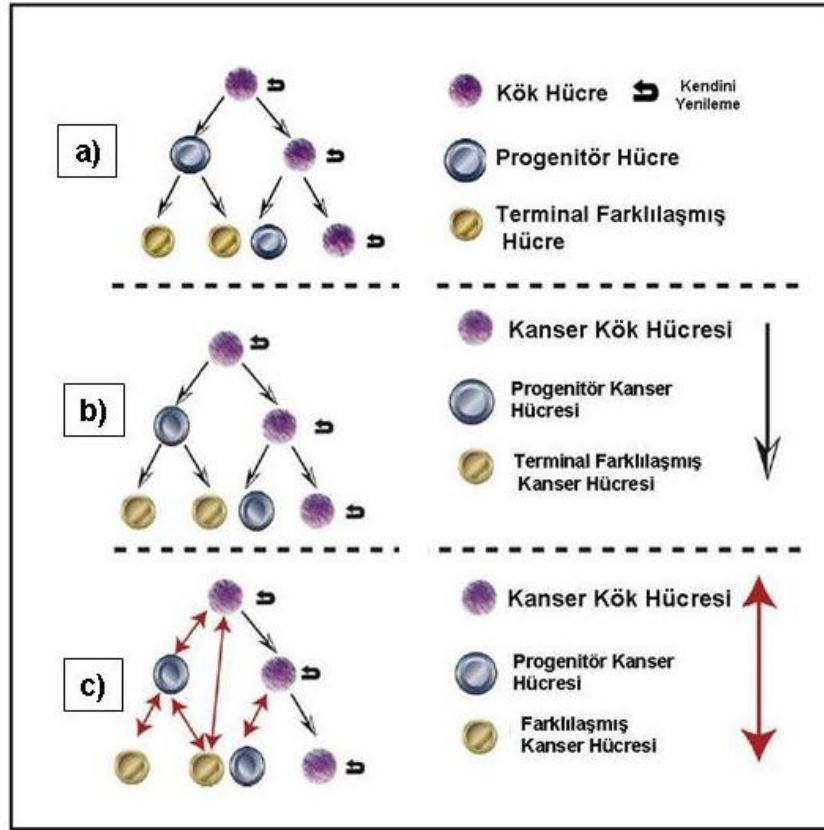 a)
Kök Hücre
Kendini
Yenileme
Progenitör Hücre
Terminal Farklılaşmış
Hücre
b)
Kanser Kök Hücresi
Progenitör Kanser
Hücresi
Terminal Farklılaşmış
Kanser Hücresi
c)
Kanser Kök Hücresi
Progenitör Kanser
Hücresi
Farklılaşmış
Kanser Hücresi